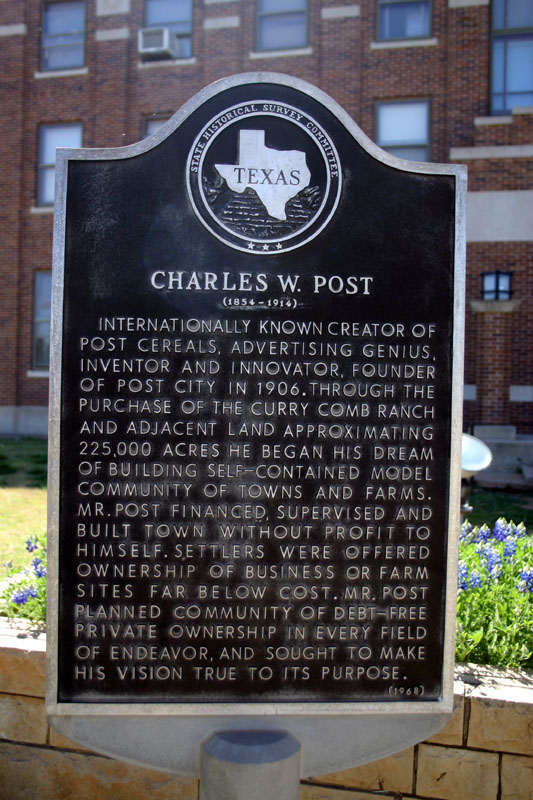 STATE HISTORICAL SURVEY COMMITTEE
TEXAS
CHARLES W. POST
(1854-1914)
INTERNATIONALLY KNOWN CREATOR OF
POST CEREALS, ADVERTISING GENIUS,
INVENTOR AND INNOVATOR, FOUNDER
OF POST CITY IN 1906. THROUGH THE
PURCHASE OF THE CURRY COMB RANCH
AND ADJACENT LAND APPROXIMATING
225,000 ACRES HE BEGAN HIS DREAM
OF BUILDING SELF-CONTAINED MODEL
COMMUNITY OF TOWNS AND FARMS.
MR. POST FINANCED, SUPERVISED AND
BUILT TOWN WITHOUT PROFIT TO
HIMSELF. SETTLERS WERE OFFERED
OWNERSHIP OF BUSINESS OR FARM
SITES FAR BELOW COST. MR. POST
PLANNED COMMUNITY OF DEBT-FREE
PRIVATE OWNERSHIP IN EVERY FIELD
OF ENDEAVOR, AND SOUGHT TO MAKE
HIS VISION TRUE TO ITS PURPOSE.
(1968)